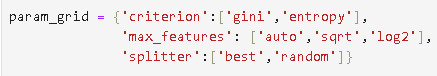 param_grid = {'criterion':['gini','entropy'],
'max_features': ['auto','sqrt','log2'],
'splitter':['best','random']}